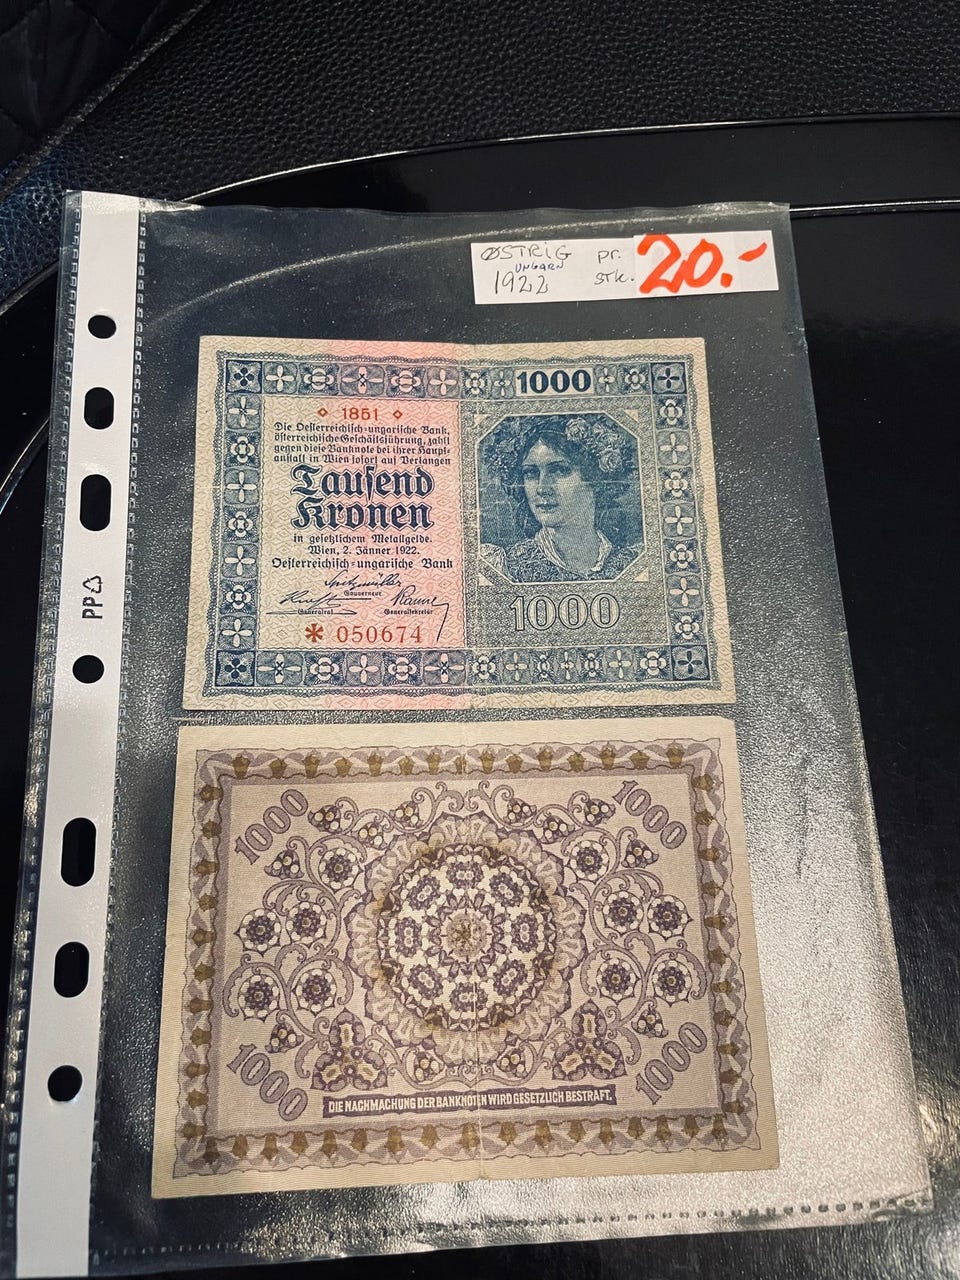 ØSTRIG pr. 20.-
UNGARN
1922 stk.
PP
1000
1851
Die Oesterreichisch-ungarische Bank,
österreichische Geschäftsführung, zahlt
gegen diese Banknote bei ihrer Haupt-
anstalt in Wien sofort auf Verlangen
Tausend
Kronen
in gesetzlichem Metallgelde.
Wien, 2. Jänner 1922.
Oesterreichisch-ungarische Bank
Spitzmüller
Gouverneur
Generalrat Generalsekretär
* 050674
1000
1000 1000
1000 1000
DIE NACHMACHUNG DER BANKNOTEN WIRD GESETZLICH BESTRAFT.